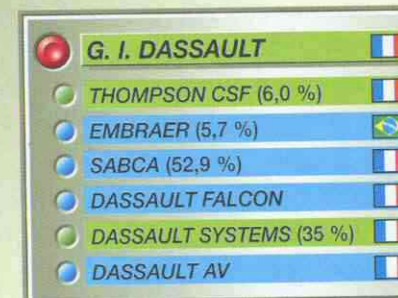 G. I. DASSAULT
THOMPSON CSF (6,0 %)
EMBRAER (5,7 %)
SABCA (52,9 %)
DASSAULT FALCON
DASSAULT SYSTEMS (35 %)
DASSAULT AV